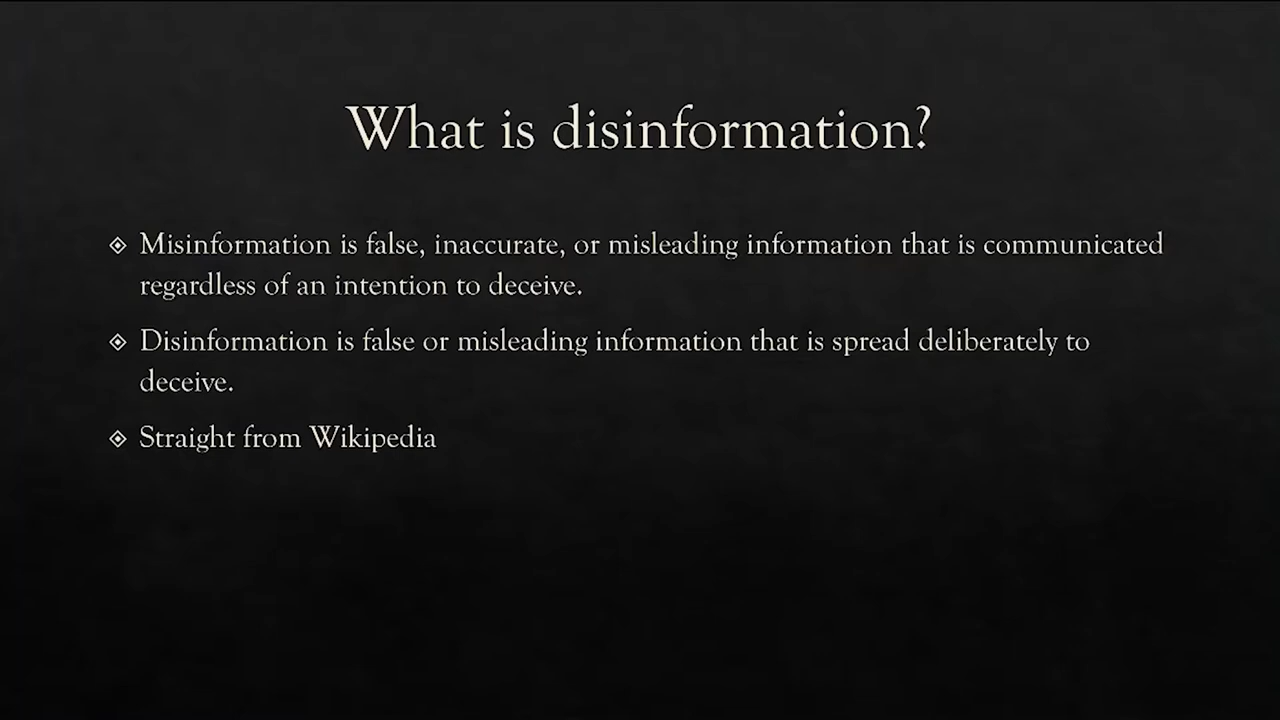 What is disinformation?
Misinformation is false, inaccurate, or misleading information that is communicated
regardless of an intention to deceive.
Disinformation is false or misleading information that is spread deliberately to
deceive.
Straight from Wikipedia